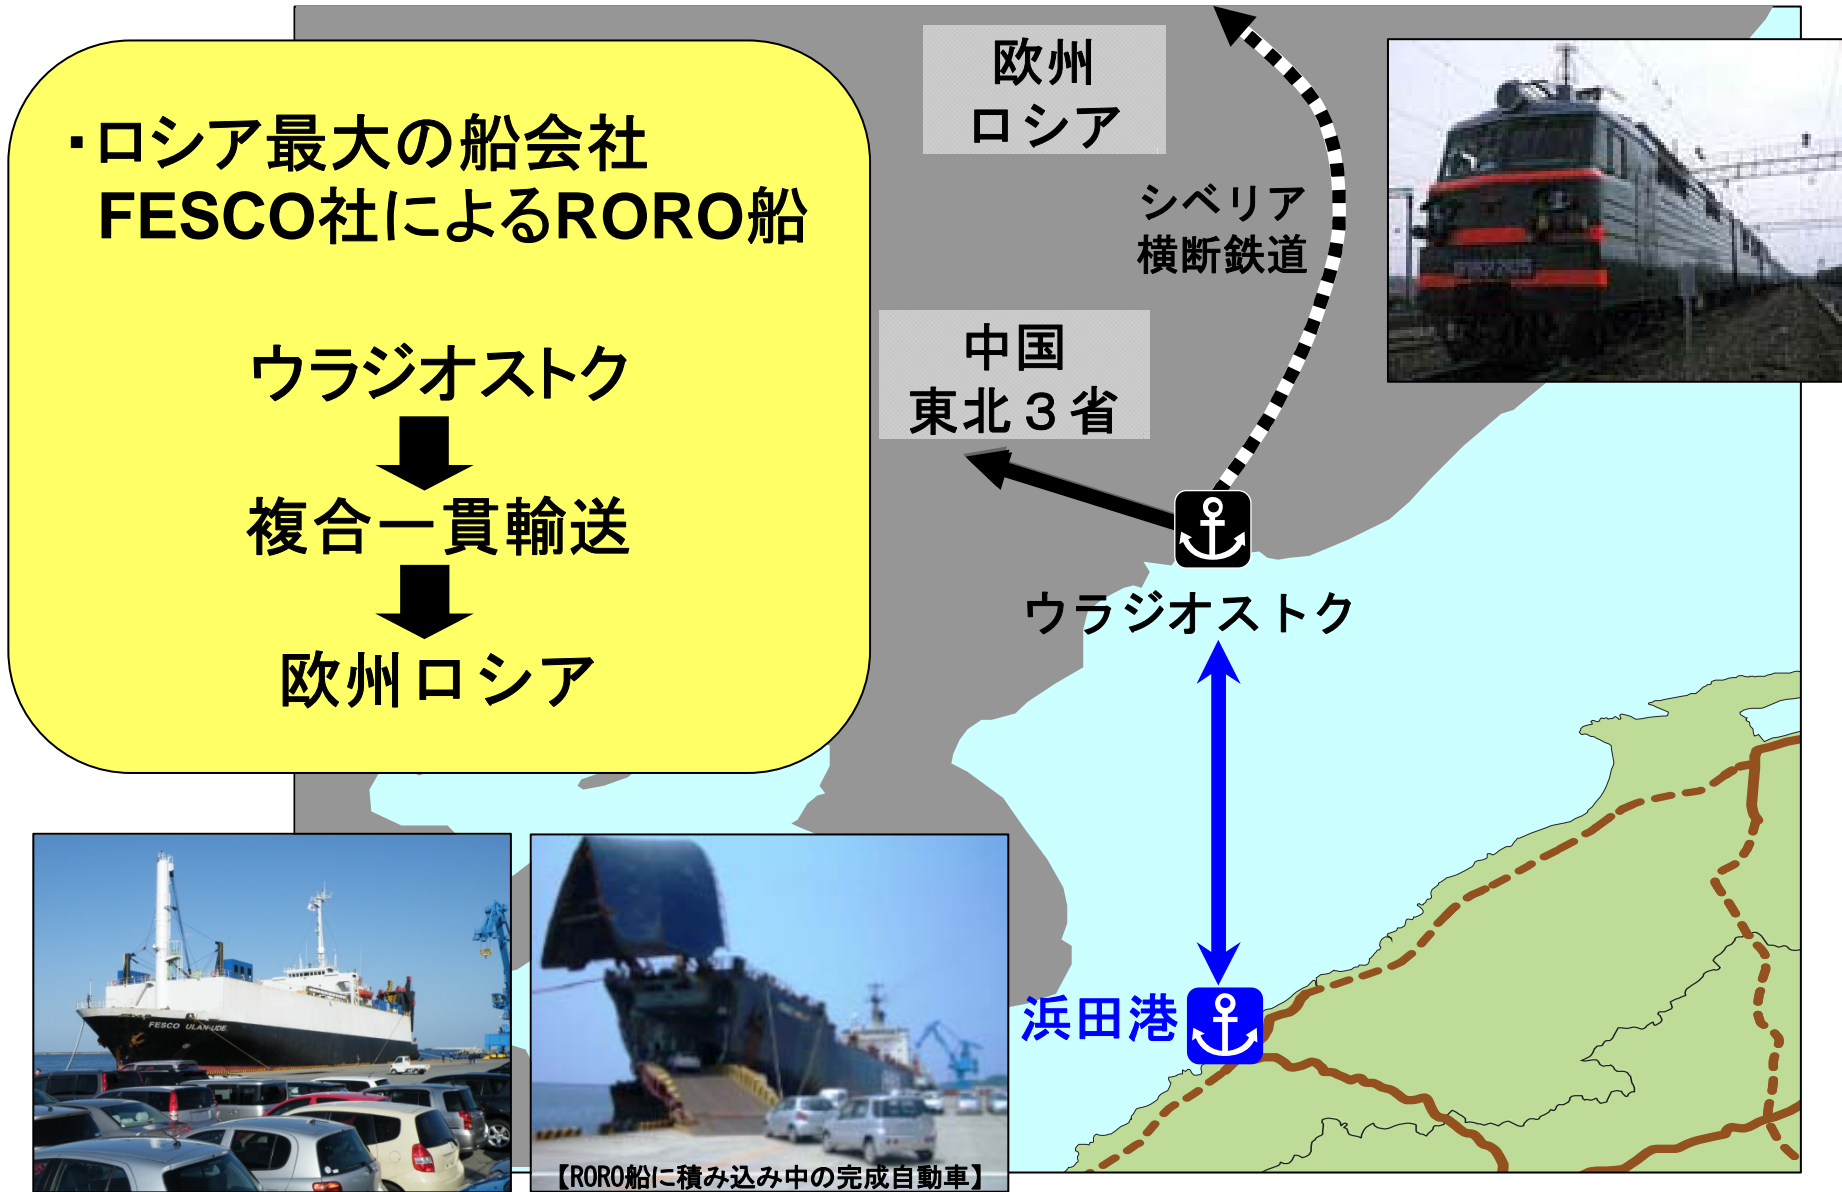 ・ロシア最大の船会社
FESCO社によるRORO船
ウラジオストク
複合一貫輸送
欧州ロシア
欧州
ロシア
シベリア
横断鉄道
中国
東北３省
ウラジオストク
浜田港
FESCO ULAN-UDE
【RORO船に積み込み中の完成自動車】